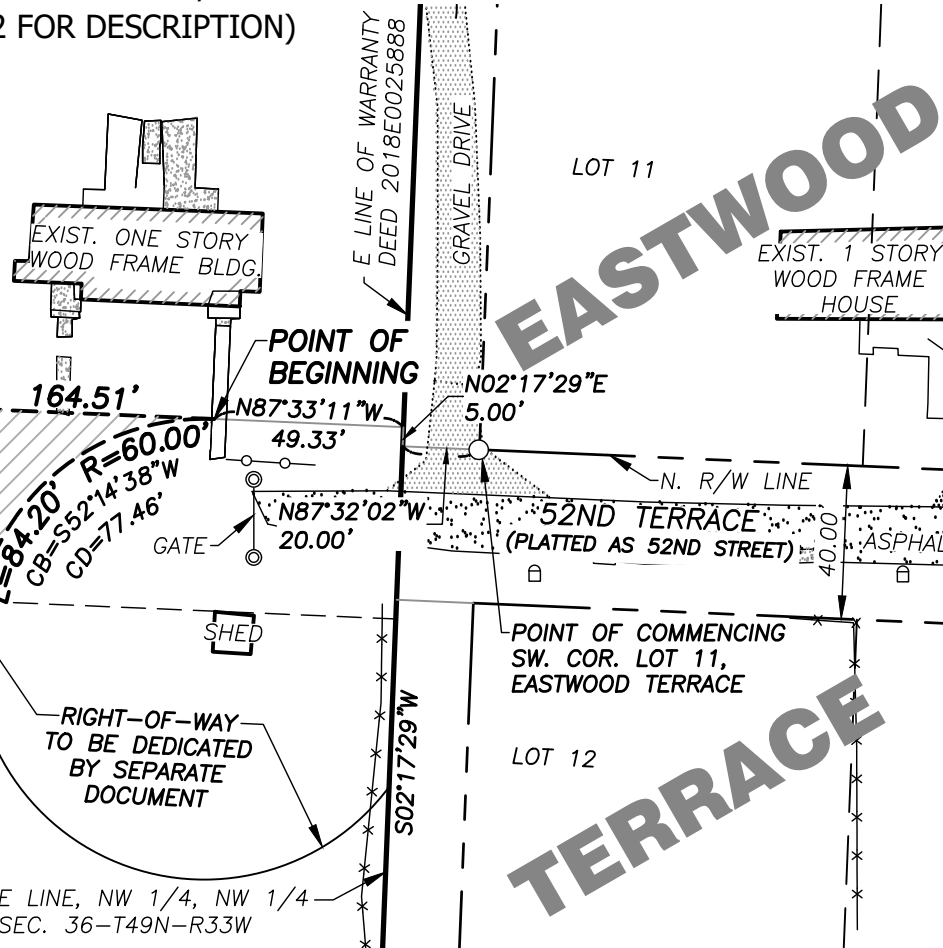 2 FOR DESCRIPTION)
E LINE OF WARRANTY
DEED 2018E0025888
GRAVEL DRIVE
LOT 11
EASTWOOD
EXIST. ONE STORY
WOOD FRAME BLDG.
EXIST. 1 STORY
WOOD FRAME
HOUSE
POINT OF
BEGINNING
164.51'
N87°33'11"W
49.33'
N02°17'29"E
5.00'
R=60.00'
L=84.20'
CB=S52°14'38"W
CD=77.46'
N. R/W LINE
GATE
N87°32'02"W
20.00'
52ND TERRACE
(PLATTED AS 52ND STREET)
40.00
ASPHAL
SHED
POINT OF COMMENCING
SW. COR. LOT 11,
EASTWOOD TERRACE
RIGHT-OF-WAY
TO BE DEDICATED
BY SEPARATE
DOCUMENT
S02°17'29"W
LOT 12
TERRACE
E LINE, NW 1/4, NW 1/4
SEC. 36-T49N-R33W